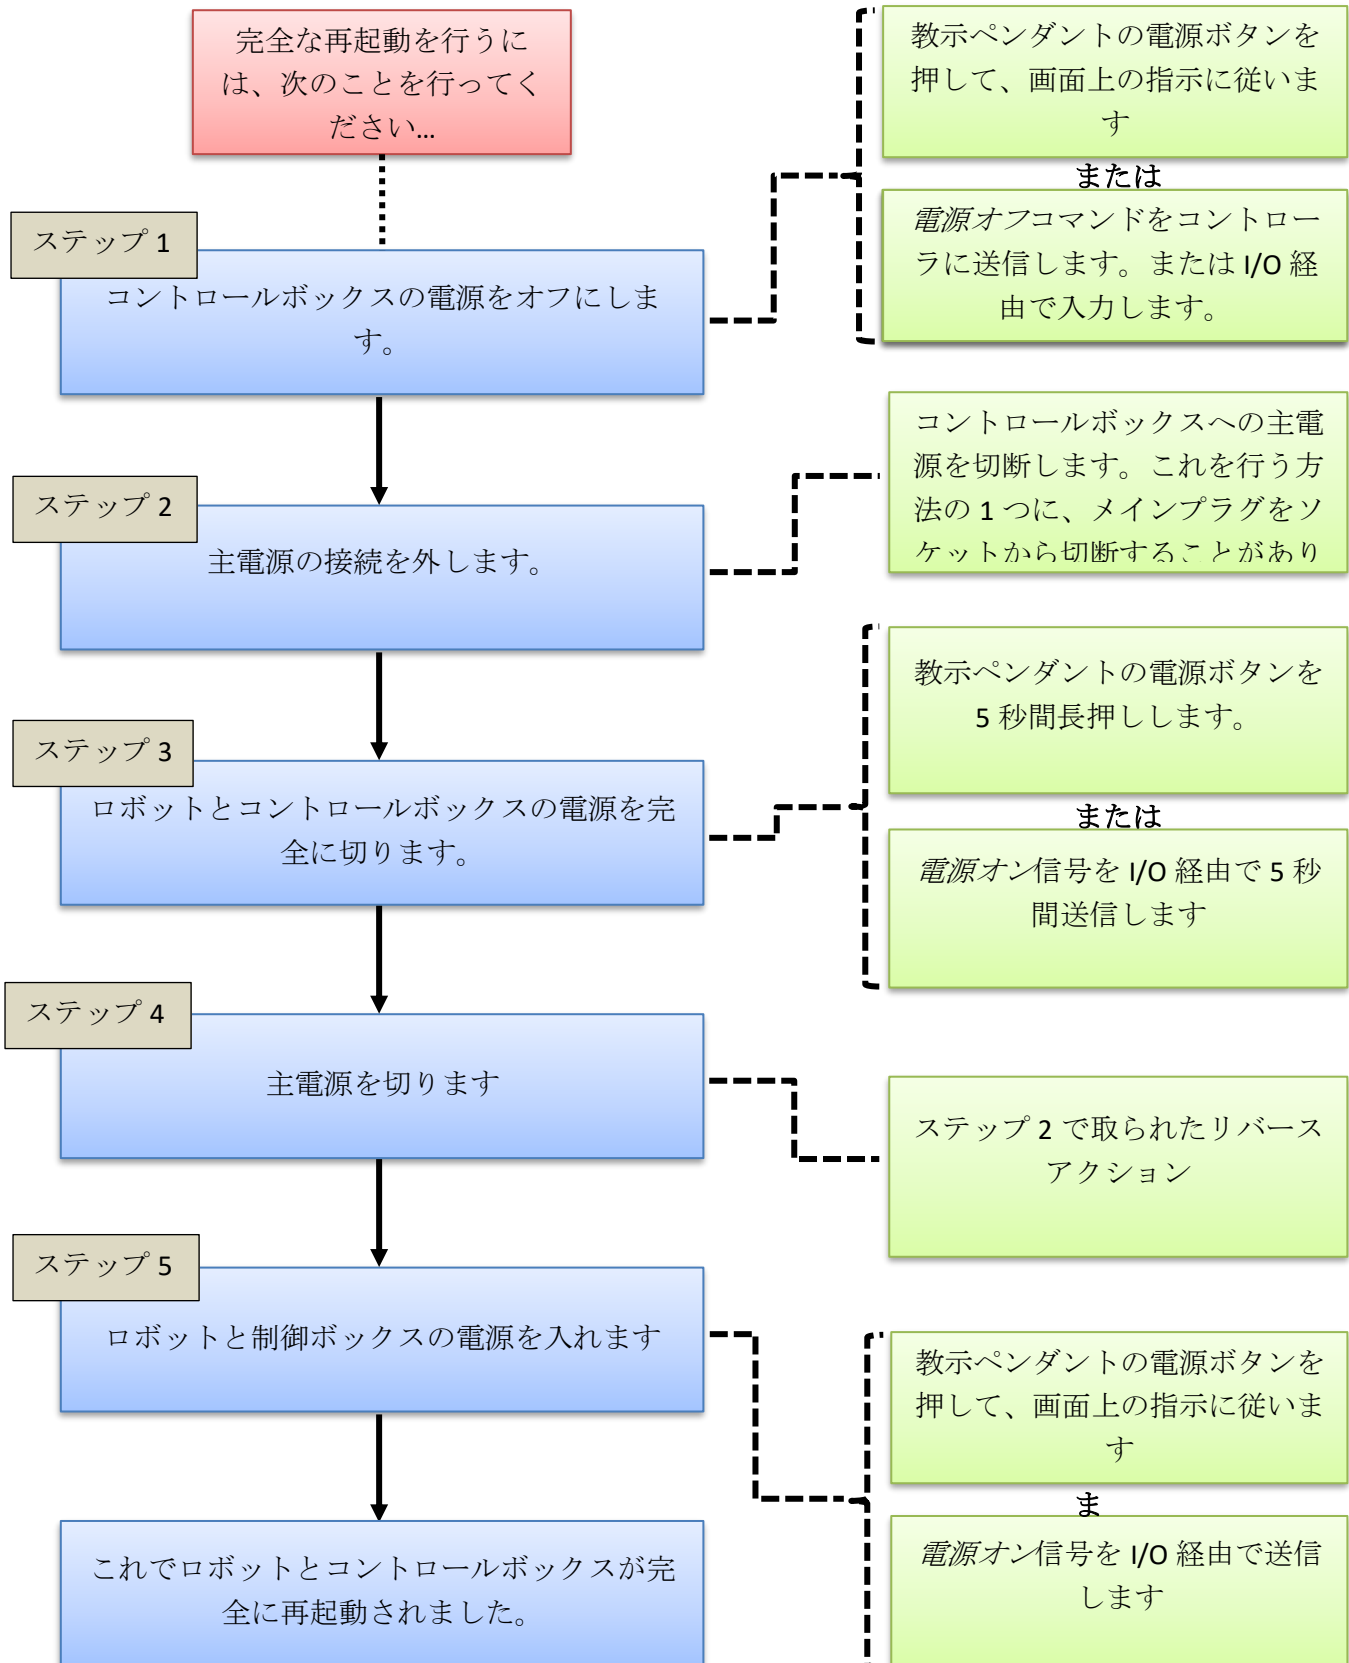 完全な再起動を行うに
は、次のことを行ってく
ださい...
教示ペンダントの電源ボタンを
押して、画面上の指示に従いま
す
または
電源オフコマンドをコントロー
ラに送信します。または I/O 経
由で入力します。
ステップ 1
コントロールボックスの電源をオフにしま
す。
ステップ 2
主電源の接続を外します。
コントロールボックスへの主電
源を切断します。これを行う方
法の 1 つに、メインプラグをソ
ケットから切断することがあり
ステップ 3
ロボットとコントロールボックスの電源を完
全に切ります。
教示ペンダントの電源ボタンを
5 秒間長押しします。
または
電源オン信号を I/O 経由で 5 秒
間送信します
ステップ 4
主電源を切ります
ステップ 2 で取られたリバース
アクション
ステップ 5
ロボットと制御ボックスの電源を入れます
教示ペンダントの電源ボタンを
押して、画面上の指示に従いま
す
ま
電源オン信号を I/O 経由で送信
します
これでロボットとコントロールボックスが完
全に再起動されました。